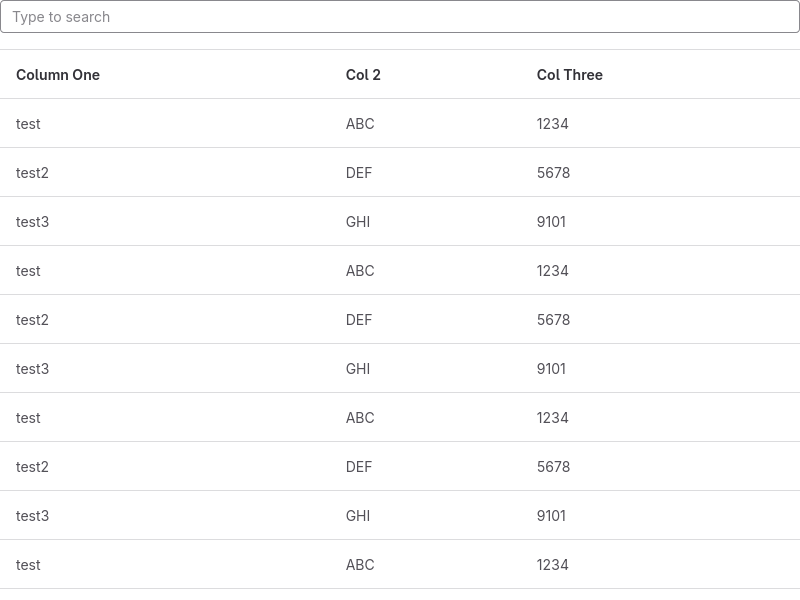 Type to search
Column One Col 2 Col Three
test ABC 1234
test2 DEF 5678
test3 GHI 9101
test ABC 1234
test2 DEF 5678
test3 GHI 9101
test ABC 1234
test2 DEF 5678
test3 GHI 9101
test ABC 1234